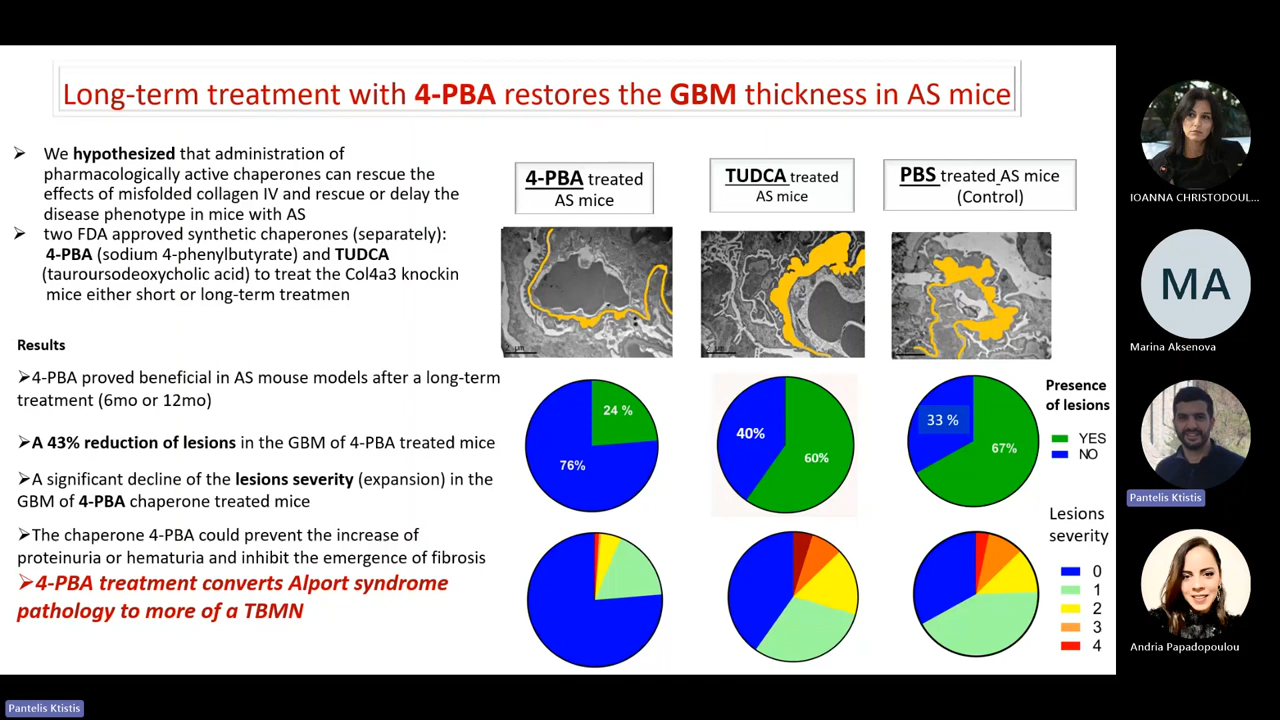 Long-term treatment with 4-PBA restores the GBM thickness in AS mice
➢ We hypothesized that administration of
pharmacologically active chaperones can rescue the
effects of misfolded collagen IV and rescue or delay the
disease phenotype in mice with AS
➢ two FDA approved synthetic chaperones (separately):
4-PBA (sodium 4-phenylbutyrate) and TUDCA
(tauroursodeoxycholic acid) to treat the Col4a3 knockin
mice either short or long-term treatmen
Results
➢4-PBA proved beneficial in AS mouse models after a long-term
treatment (6mo or 12mo)
➢A 43% reduction of lesions in the GBM of 4-PBA treated mice
➢A significant decline of the lesions severity (expansion) in the
GBM of 4-PBA chaperone treated mice
➢The chaperone 4-PBA could prevent the increase of
proteinuria or hematuria and inhibit the emergence of fibrosis
➢4-PBA treatment converts Alport syndrome
pathology to more of a TBMN
4-PBA treated
AS mice
TUDCA treated
AS mice
PBS treated AS mice
(Control)
2 µm
2 µm
2 µm
24 %
76%
40%
60%
33 %
67%
Presence
of lesions
YES
NO
Lesions
severity
0
1
2
3
4
IOANNA CHRISTODOUL...
MA
Marina Aksenova
Pantelis Ktistis
Andria Papadopoulou
Pantelis Ktistis